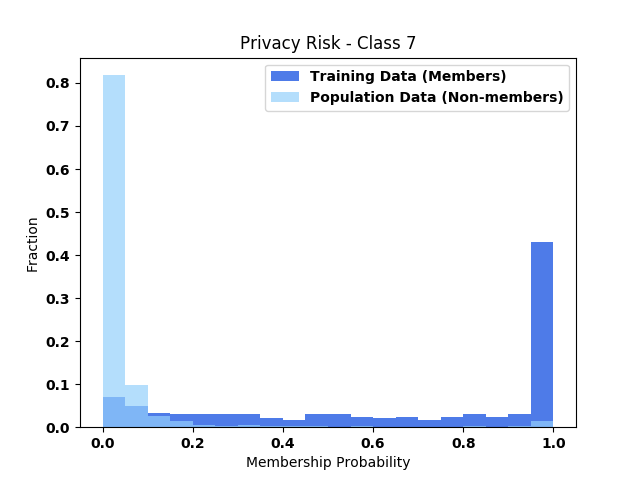 Privacy Risk - Class 7
Training Data (Members)
Population Data (Non-members)
0.8
0.7
0.6
0.5
0.4
0.3
0.2
0.1
0.0
Fraction
0.0 0.2 0.4 0.6 0.8 1.0
Membership Probability